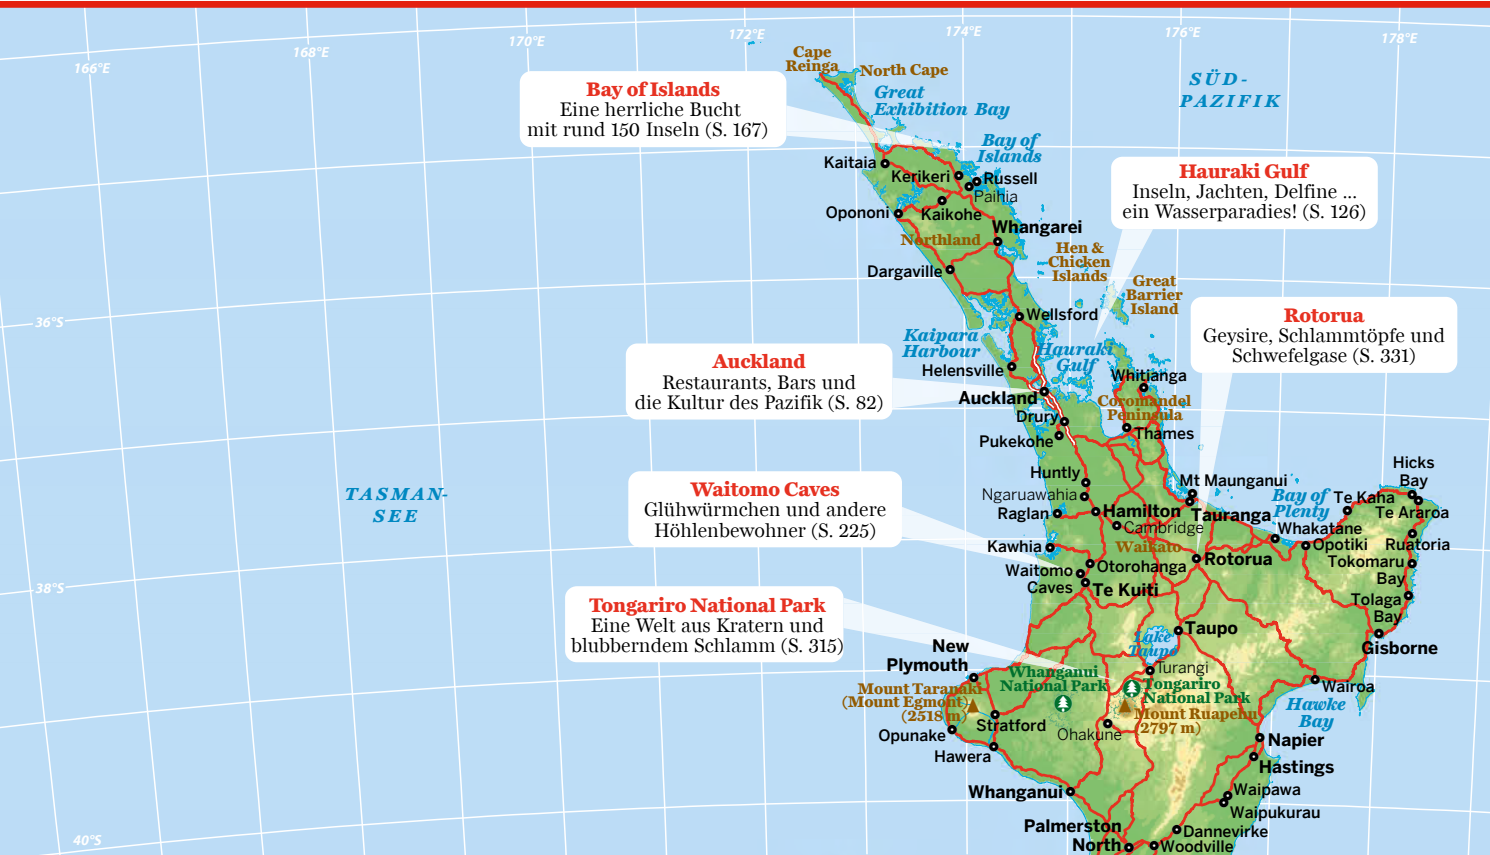 166°E
168°E
170°E
172°E
174°E
176°E
178°E
36°S
38°S
40°S
Cape
Reinga
North Cape
Great
Exhibition Bay
SÜD-
PAZIFIK
Bay of Islands
Eine herrliche Bucht
mit rund 150 Inseln (S. 167)
Bay of
Islands
Kaitaia
Kerikeri
Russell
Paihia
Opononi
Kaikohe
Whangarei
Northland
Hauraki Gulf
Inseln, Jachten, Delfine ...
ein Wasserparadies! (S. 126)
Hen &
Chicken
Islands
Dargaville
Great
Barrier
Island
Wellsford
Rotorua
Geysire, Schlammtöpfe und
Schwefelgase (S. 331)
Kaipara
Harbour
Hauraki
Gulf
Auckland
Restaurants, Bars und
die Kultur des Pazifik (S. 82)
Helensville
Whitianga
Auckland
Coromandel
Peninsula
Drury
Thames
Pukekohe
Hicks
Bay
Huntly
Mt Maunganui
Bay of
Plenty
Te Kaha
TASMAN-
SEE
Waitomo Caves
Glühwürmchen und andere
Höhlenbewohner (S. 225)
Ngaruawahia
Raglan
Hamilton
Tauranga
Te Araroa
Cambridge
Whakatane
Kawhia
Waikato
Opotiki
Ruatoria
Waitomo
Caves
Otorohanga
Rotorua
Tokomaru
Bay
Te Kuiti
Tolaga
Bay
Tongariro National Park
Eine Welt aus Kratern und
blubberndem Schlamm (S. 315)
Taupo
Lake
Taupo
Gisborne
New
Plymouth
Turangi
Whanganui
National Park
Tongariro
National Park
Wairoa
Mount Taranaki
(Mount Egmont)
(2518 m)
Hawke
Bay
Mount Ruapehu
2797 m)
Stratford
Ohakune
Opunake
Napier
Hawera
Hastings
Whanganui
Waipawa
Waipukurau
Palmerston
North
Dannevirke
Woodville